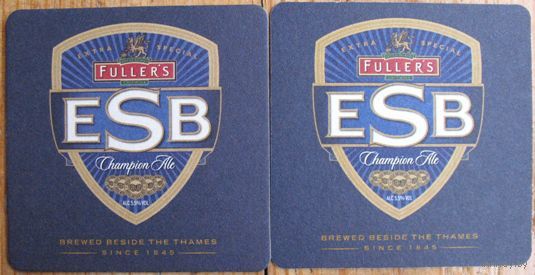 EXTRA SPECIAL
FULLER'S
ESB
Champion Ale
ALC 5.5% VOL
BREWED BESIDE THE THAMES
SINCE 1845
EXTRA SPECIAL
FULLER'S
ESB
Champion Ale
ALC 5.5% VOL
BREWED BESIDE THE THAMES
SINCE 1845